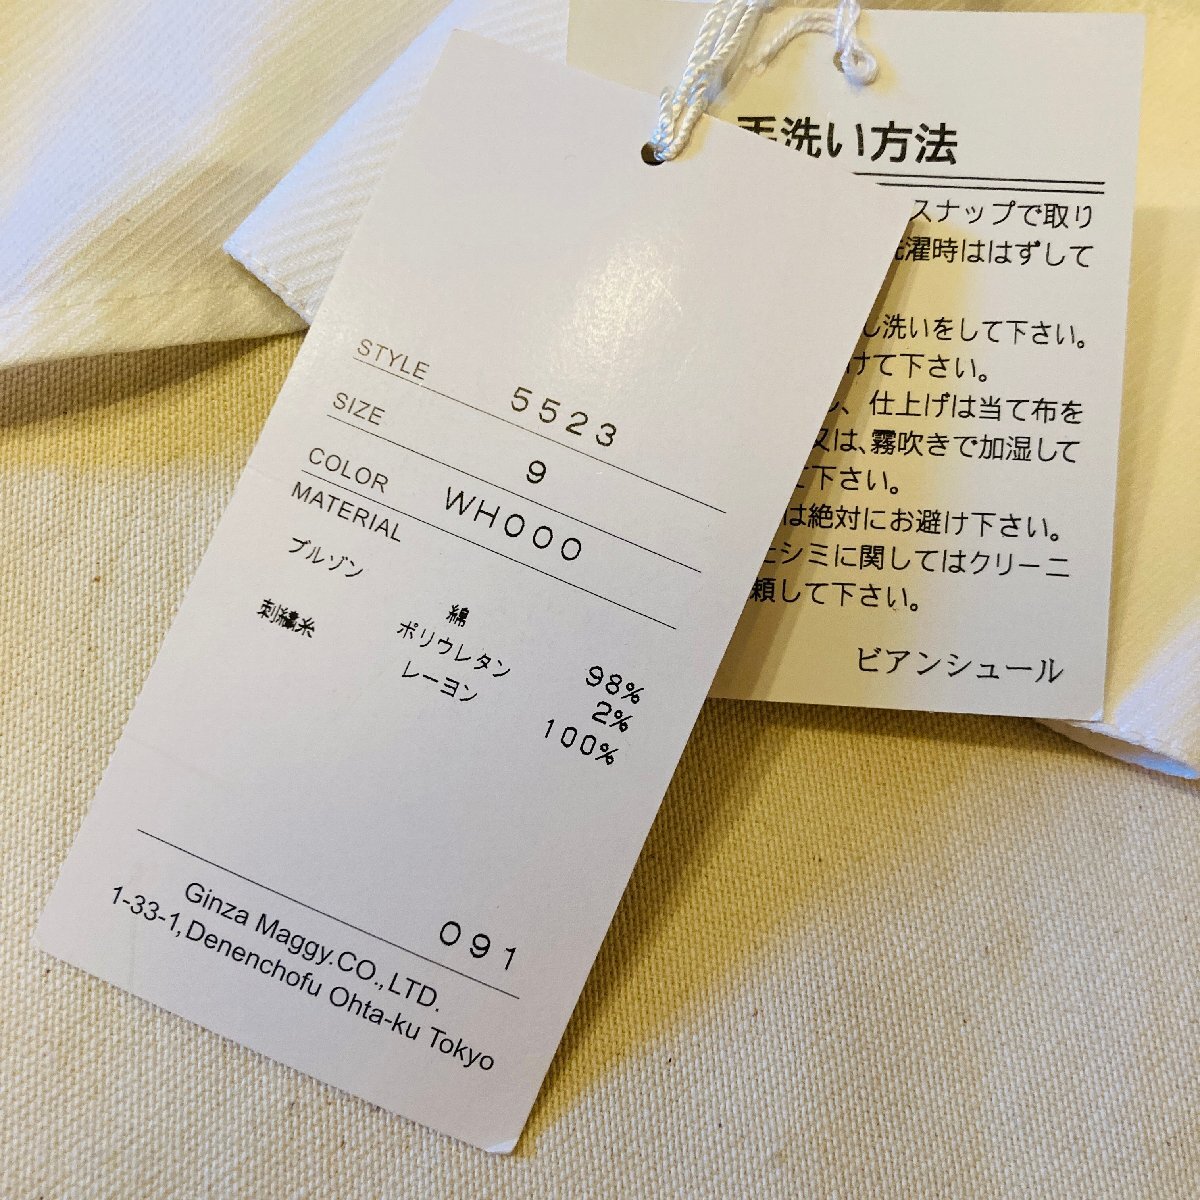 STYLE 5523
SIZE 9
COLOR WH000
MATERIAL
ブルゾン
綿 98%
ポリウレタン 2%
刺繍糸 レーヨン 100%
091
Ginza Maggy.CO.,LTD.
1-33-1,Denenchofu Ohta-ku Tokyo
手洗い方法
スナップで取り
洗濯時ははずして
し洗いをして下さい。
けて下さい。
、仕上げは当て布を
又は、霧吹きで加湿して
て下さい。
は絶対にお避け下さい。
たシミに関してはクリーニ
頼して下さい。
ビアンシュール